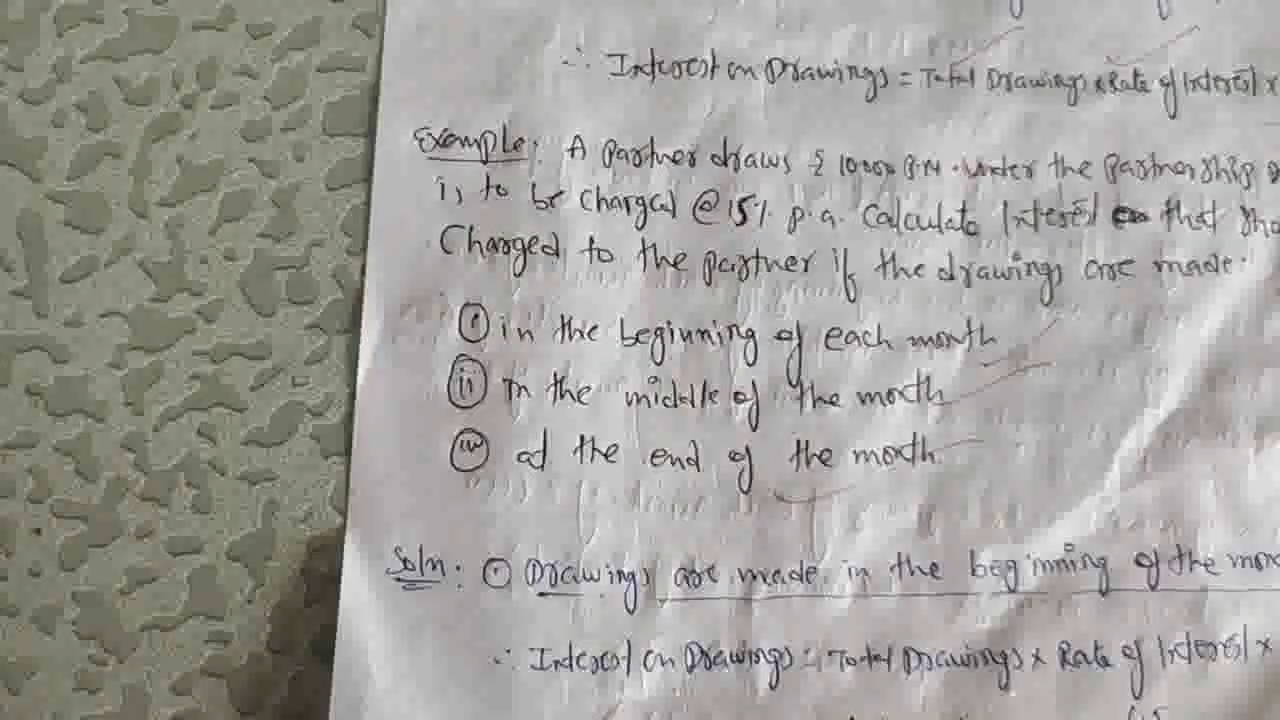 ∴ Interest on Drawings = Total Drawings × Rate of Interest ×
Example: A partner draws ₹ 10000 P.M. under the partnership
is to be charged @ 15% p.a. Calculate Interest that
Charged to the partner if the drawings are made:
(i) in the beginning of each month
(ii) in the middle of the month
(iii) at the end of the month
Soln: (i) Drawings are made in the beginning of the
∴ Interest on Drawings = Total Drawings × Rate of Interest ×